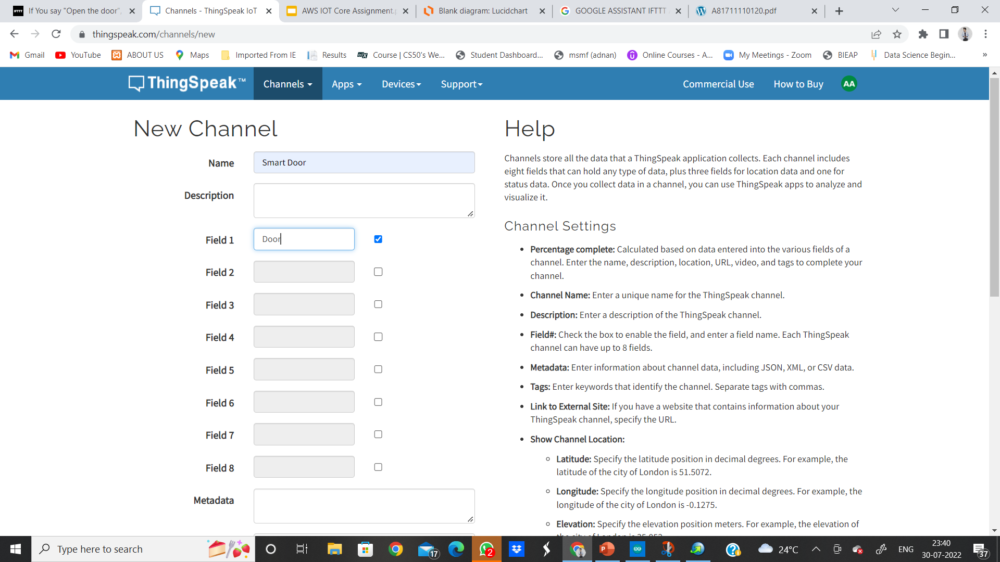 If You say "Open the door",
Channels - ThingSpeak IoT
AWS IOT Core Assignment.p
Blank diagram: Lucidchart
GOOGLE ASSISTANT IFTTT
A81711110120.pdf
thingspeak.com/channels/new
Gmail
YouTube
ABOUT US
Maps
Imported From IE
Results
edX
Course | CS50's We...
Student Dashboard...
msmf (adnan)
Online Courses - A...
My Meetings - Zoom
BIEAP
Data Science Begin...
»
ThingSpeak™
Channels
Apps
Devices
Support
Commercial Use
How to Buy
AA
New Channel
Name
Smart Door
Description
Field 1
Door
Field 2
Field 3
Field 4
Field 5
Field 6
Field 7
Field 8
Metadata
Help
Channels store all the data that a ThingSpeak application collects. Each channel includes
eight fields that can hold any type of data, plus three fields for location data and one for
status data. Once you collect data in a channel, you can use ThingSpeak apps to analyze and
visualize it.
Channel Settings
• Percentage complete: Calculated based on data entered into the various fields of a
channel. Enter the name, description, location, URL, video, and tags to complete your
channel.
• Channel Name: Enter a unique name for the ThingSpeak channel.
• Description: Enter a description of the ThingSpeak channel.
• Field#: Check the box to enable the field, and enter a field name. Each ThingSpeak
channel can have up to 8 fields.
• Metadata: Enter information about channel data, including JSON, XML, or CSV data.
• Tags: Enter keywords that identify the channel. Separate tags with commas.
• Link to External Site: If you have a website that contains information about your
ThingSpeak channel, specify the URL.
• Show Channel Location:
◦ Latitude: Specify the latitude position in decimal degrees. For example, the
latitude of the city of London is 51.5072.
◦ Longitude: Specify the longitude position in decimal degrees. For example, the
longitude of the city of London is -0.1275.
◦ Elevation: Specify the elevation position meters. For example, the elevation of
Type here to search
17
2
24°C
ENG
23:40
30-07-2022
37